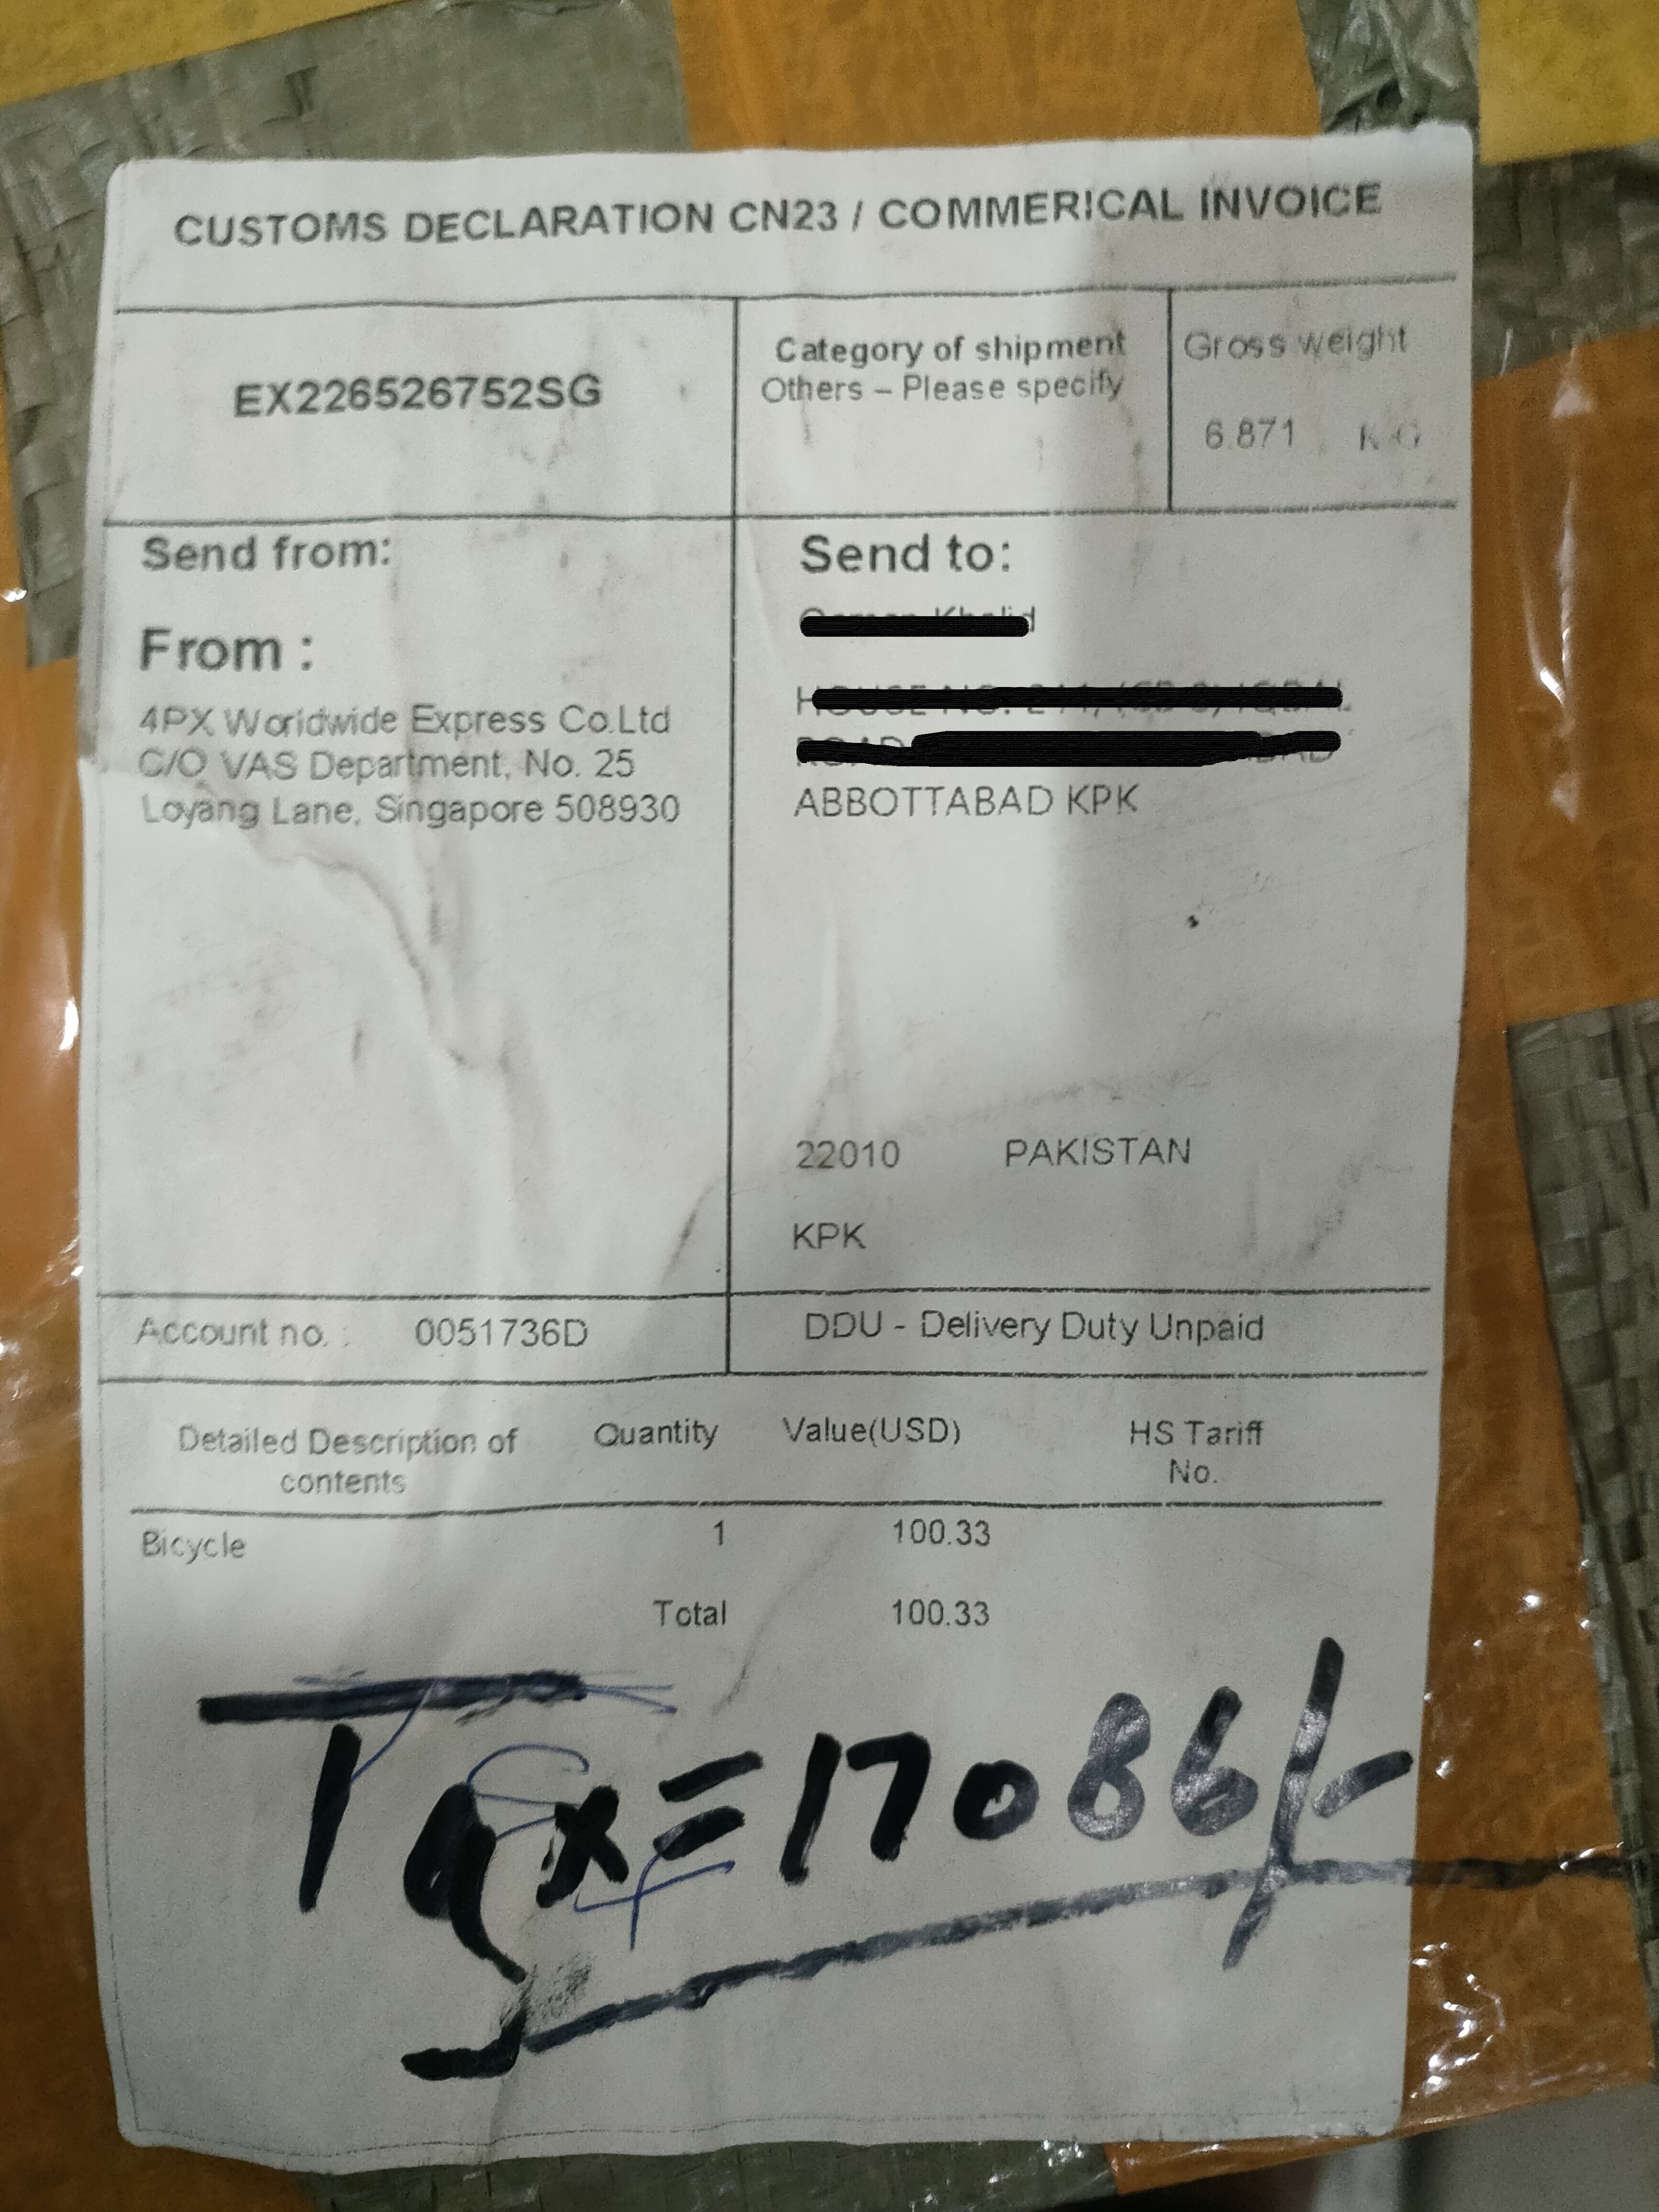 CUSTOMS DECLARATION CN23 / COMMERICAL INVOICE
EX226526752SG
Category of shipment
Others – Please specify
Gross weight
6.871 KG
Send from:
From :
4PX Worldwide Express Co.Ltd
C/O VAS Department, No. 25
Loyang Lane, Singapore 508930
Send to:
ABBOTTABAD KPK
22010 PAKISTAN
KPK
Account no. : 0051736D
DDU - Delivery Duty Unpaid
Detailed Description of
contents
Quantity
Value(USD)
HS Tariff
No.
Bicycle 1 100.33
Total 100.33
Tax=17086/-